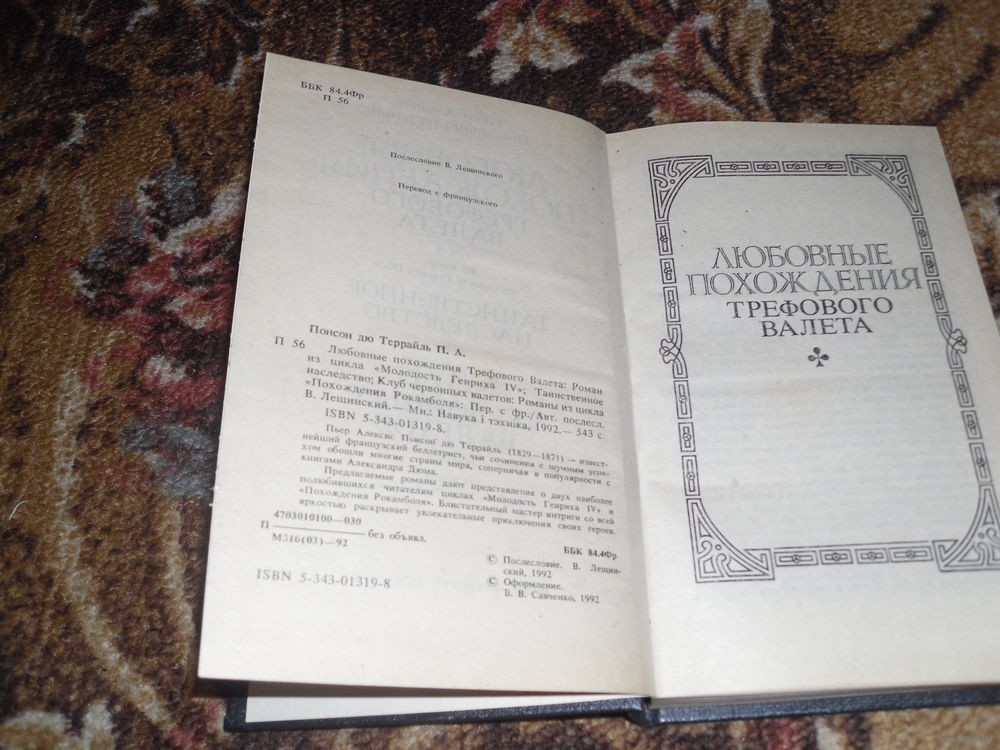 ББК 84.4Фр
П 56
Послесловие В. Лещинского
Перевод с французского
Понсон дю Террайль П. А.
П 56 Любовные похождения Трефового Валета: Роман
из цикла «Молодость Генриха IV»; Таинственное
наследство; Клуб червонных валетов: Романы из цикла
«Похождения Рокамболя»: Пер. с фр./Авт. послесл.
В. Лещинский.— Мн.: Навука і тэхніка, 1992.— 543 с.
ISBN 5-343-01319-8.
Пьер Алексис Понсон дю Террайль (1829—1871) — извест-
нейший французский беллетрист, чьи сочинения с шумным успе-
хом обошли многие страны мира, соперничая в популярности с
книгами Александра Дюма.
Предлагаемые романы дают представление о двух наиболее
полюбившихся читателям циклах «Молодость Генриха IV» и
«Похождения Рокамболя». Блистательный мастер интриги со всей
яркостью раскрывает увлекательные приключения своих героев.
4703010100—030
П без объявл.
М316(03)—92
ББК 84.4Фр
ISBN 5-343-01319-8
© Послесловие. В. Лещин-
ский, 1992
© Оформление.
В. В. Савченко, 1992
ЛЮБОВНЫЕ
ПОХОЖДЕНИЯ
ТРЕФОВОГО
ВАЛЕТА